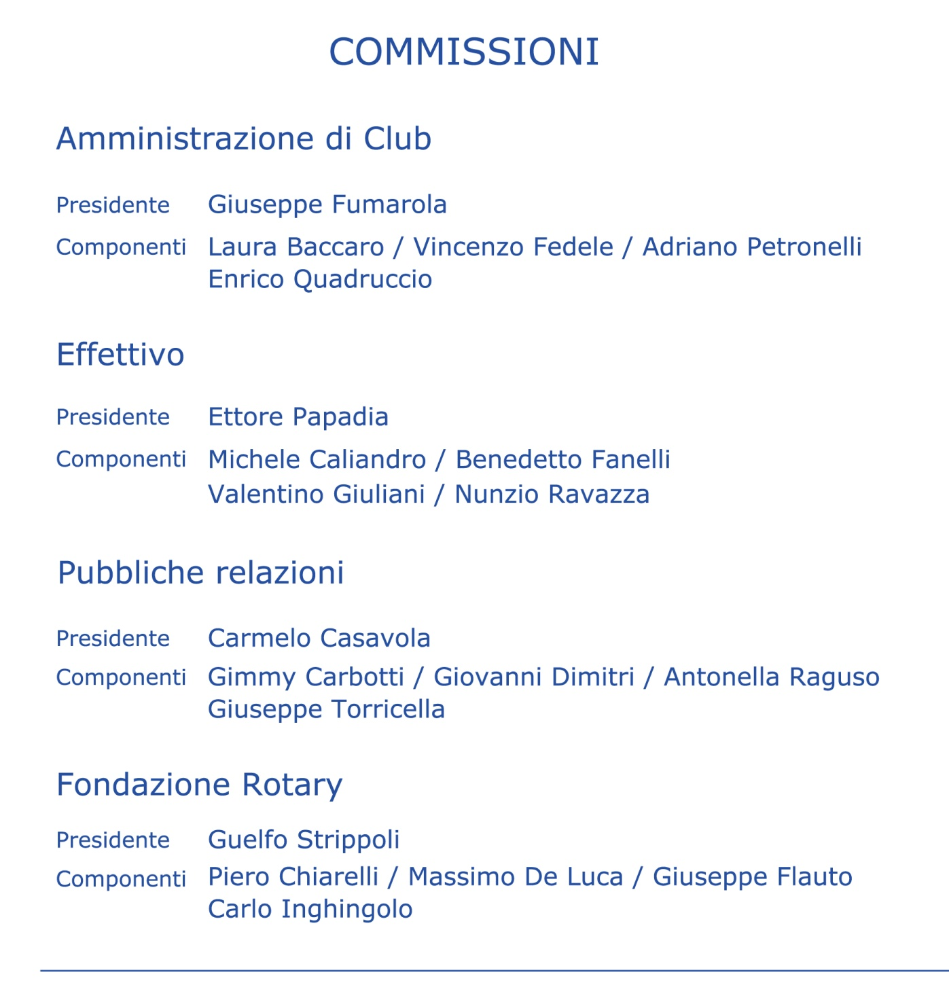 COMMISSIONI
Amministrazione di Club
Presidente Giuseppe Fumarola
Componenti Laura Baccaro / Vincenzo Fedele / Adriano Petronelli
Enrico Quadruccio
Effettivo
Presidente Ettore Papadia
Componenti Michele Caliandro / Benedetto Fanelli
Valentino Giuliani / Nunzio Ravazza
Pubbliche relazioni
Presidente Carmelo Casavola
Componenti Gimmy Carbotti / Giovanni Dimitri / Antonella Raguso
Giuseppe Torricella
Fondazione Rotary
Presidente Guelfo Strippoli
Componenti Piero Chiarelli / Massimo De Luca / Giuseppe Flauto
Carlo Inghingolo